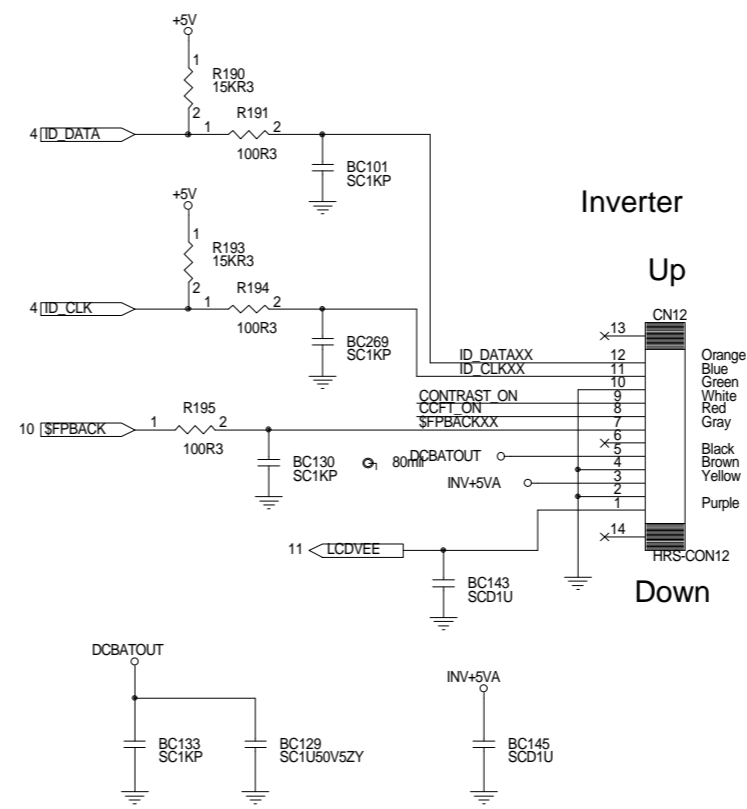 +5V
1
R190
15KR3
2
R191
4 ID_DATA
1
2
100R3
BC101
SC1KP
+5V
1
R193
15KR3
2
R194
4 ID_CLK
1
2
100R3
BC269
SC1KP
Inverter
Up
CN12
13
ID_DATAXX 12 Orange
ID_CLKXX 11 Blue
10 Green
CONTRAST_ON 9 White
CCFT_ON 8 Red
$FPBACKXX 7 Gray
6
DCBATOUT 5 Black
4 Brown
INV+5VA 3 Yellow
2
1 Purple
14
HRS-CON12
Down
R195
10 $FPBACK
1
2
100R3
BC130
SC1KP
1
80mil
11 LCDVEE
BC143
SCD1U
DCBATOUT
BC133
SC1KP
BC129
SC1U50V5ZY
INV+5VA
BC145
SCD1U